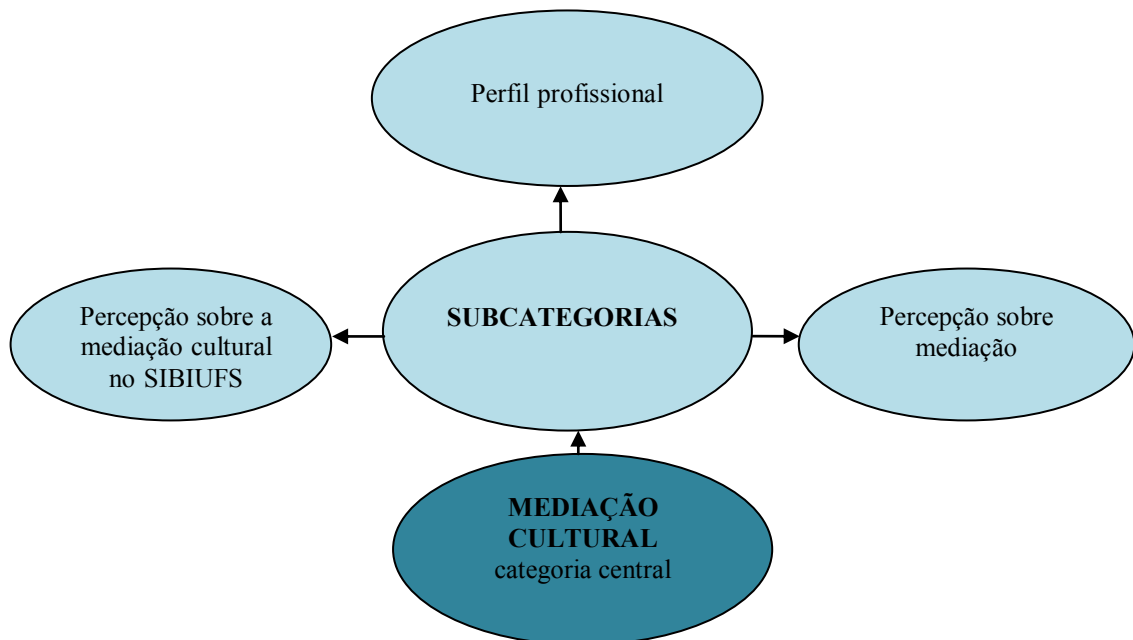 Perfil profissional
Percepção sobre a
mediação cultural
no SIBIUFS
SUBCATEGORIAS
Percepção sobre
mediação
MEDIAÇÃO
CULTURAL
categoria central